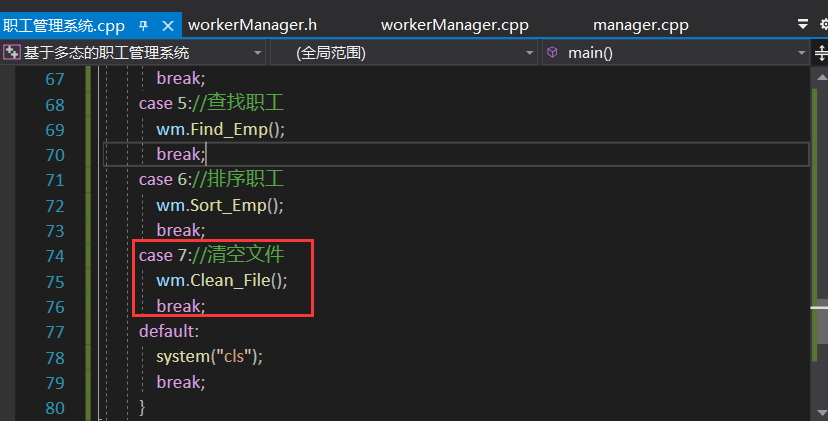 职工管理系统.cpp workerManager.h workerManager.cpp manager.cpp
基于多态的职工管理系统 (全局范围) main()
67 break;
68 case 5://查找职工
69 wm.Find_Emp();
70 break;
71 case 6://排序职工
72 wm.Sort_Emp();
73 break;
74 case 7://清空文件
75 wm.Clean_File();
76 break;
77 default:
78 system("cls");
79 break;
80 }